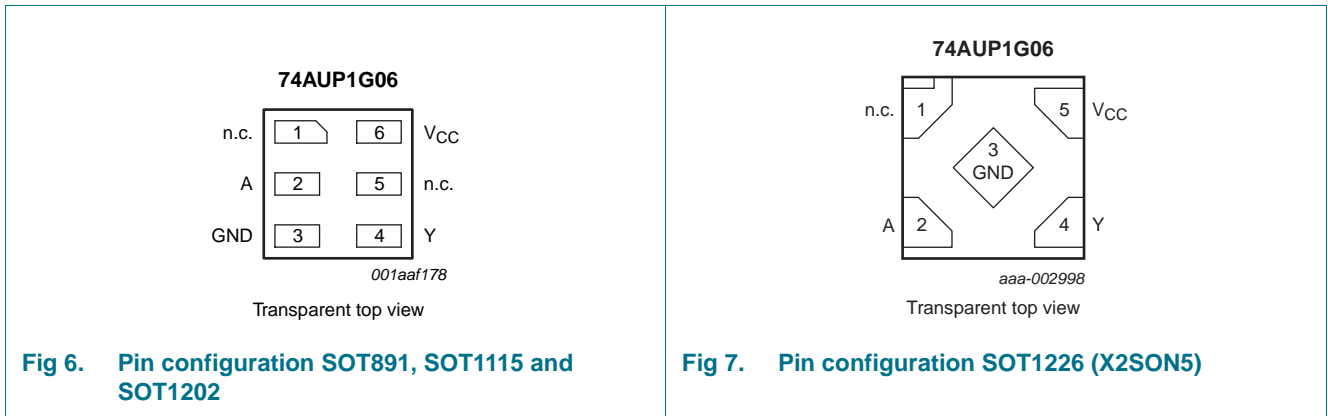 74AUP1G06
n.c. 1 6 VCC
A 2 5 n.c.
GND 3 4 Y
001aaf178
Transparent top view
Fig 6. Pin configuration SOT891, SOT1115 and
SOT1202
74AUP1G06
n.c. 1 5 VCC
3
GND
A 2 4 Y
aaa-002998
Transparent top view
Fig 7. Pin configuration SOT1226 (X2SON5)